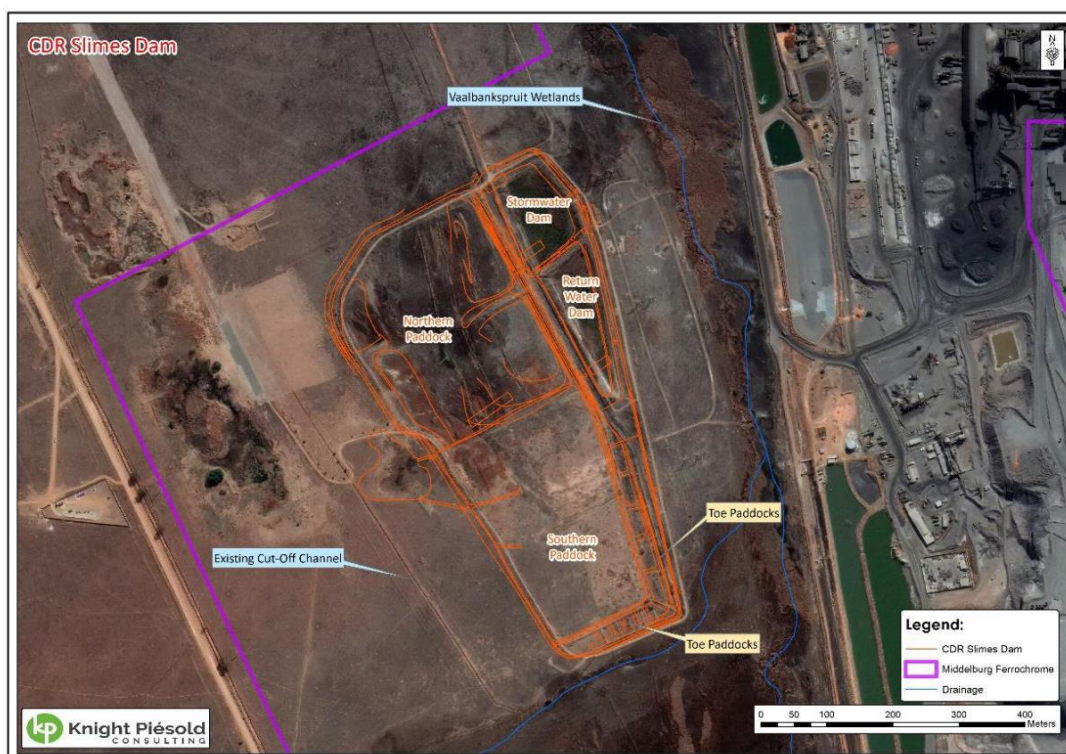 CDR Slimes Dam
N
Vaalbankspruit Wetlands
Stormwater
Dam
Return
Water
Dam
Northern
Paddock
Toe Paddocks
Southern
Paddock
Existing Cut-Off Channel
Toe Paddocks
Legend:
CDR Slimes Dam
Middelburg Ferrochrome
Drainage
0 50 100 200 300 400
Meters
kp Knight Piésold
CONSULTING